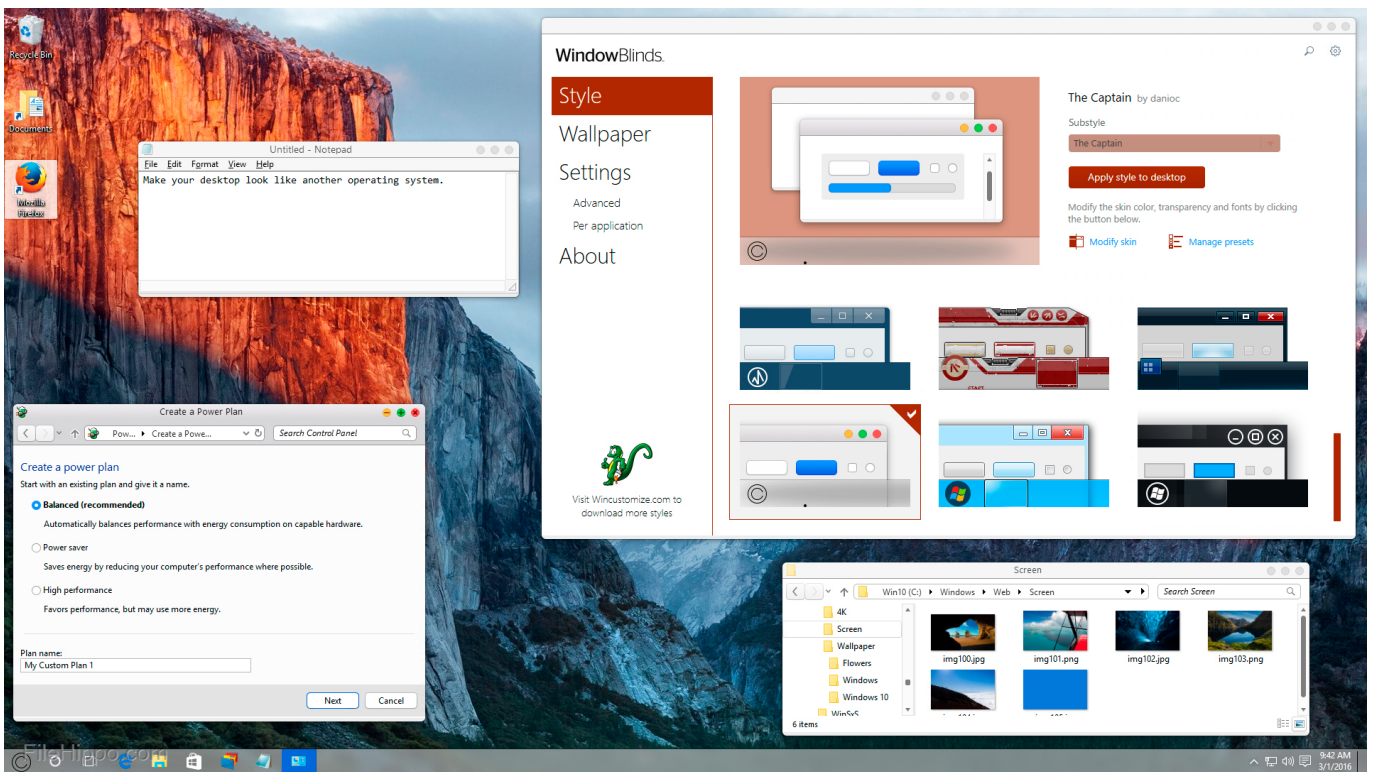 Recycle Bin
Documents
Mozilla
Firefox
Untitled - Notepad
File Edit Format View Help
Make your desktop look like another operating system.
WindowBlinds.
Style
Wallpaper
Settings
Advanced
Per application
About
Visit Wincustomize.com to
download more styles
The Captain by danioc
Substyle
The Captain
Apply style to desktop
Modify the skin color, transparency and fonts by clicking
the button below.
Modify skin Manage presets
START
Create a Power Plan
Pow... Create a Powe... Search Control Panel
Create a power plan
Start with an existing plan and give it a name.
Balanced (recommended)
Automatically balances performance with energy consumption on capable hardware.
Power saver
Saves energy by reducing your computer's performance where possible.
High performance
Favors performance, but may use more energy.
Plan name:
My Custom Plan 1
Next Cancel
Screen
Win10 (C:) Windows Web Screen Search Screen
4K
Screen
Wallpaper
Flowers
Windows
Windows 10
WinSxS
img100.jpg img101.png img102.jpg img103.png
6 items
FileHippo.com
9:42 AM
3/1/2016